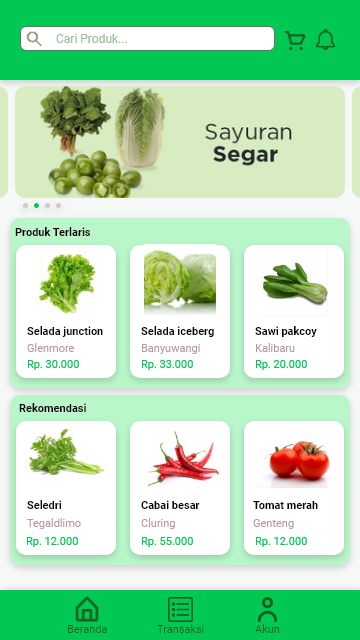 Cari Produk...
Sayuran
Segar
Produk Terlaris
Selada junction
Glenmore
Rp. 30.000
Selada iceberg
Banyuwangi
Rp. 33.000
Sawi pakcoy
Kalibaru
Rp. 20.000
Rekomendasi
Seledri
Tegaldlimo
Rp. 12,000
Cabai besar
Cluring
Rp. 55.000
Tomat merah
Genteng
Rp. 12.000
Beranda
Transaksi
Akun